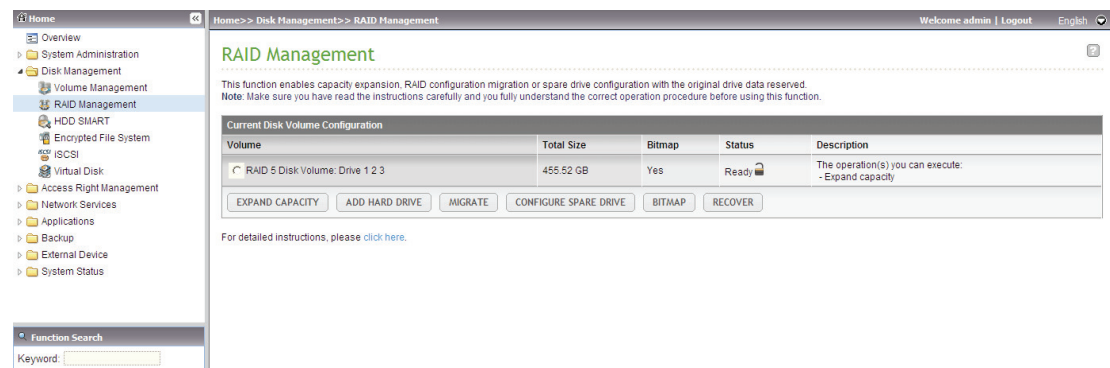 Home
Home>> Disk Management>> RAID Management
Welcome admin | Logout
English
Overview
System Administration
Disk Management
Volume Management
RAID Management
HDD SMART
Encrypted File System
iSCSI
Virtual Disk
Access Right Management
Network Services
Applications
Backup
External Device
System Status
Function Search
Keyword:
RAID Management
?
This function enables capacity expansion, RAID configuration migration or spare drive configuration with the original drive data reserved.
Note: Make sure you have read the instructions carefully and you fully understand the correct operation procedure before using this function.
Current Disk Volume Configuration
Volume Total Size Bitmap Status Description
RAID 5 Disk Volume: Drive 1 2 3 455.52 GB Yes Ready The operation(s) you can execute:
- Expand capacity
EXPAND CAPACITY ADD HARD DRIVE MIGRATE CONFIGURE SPARE DRIVE BITMAP RECOVER
For detailed instructions, please click here.